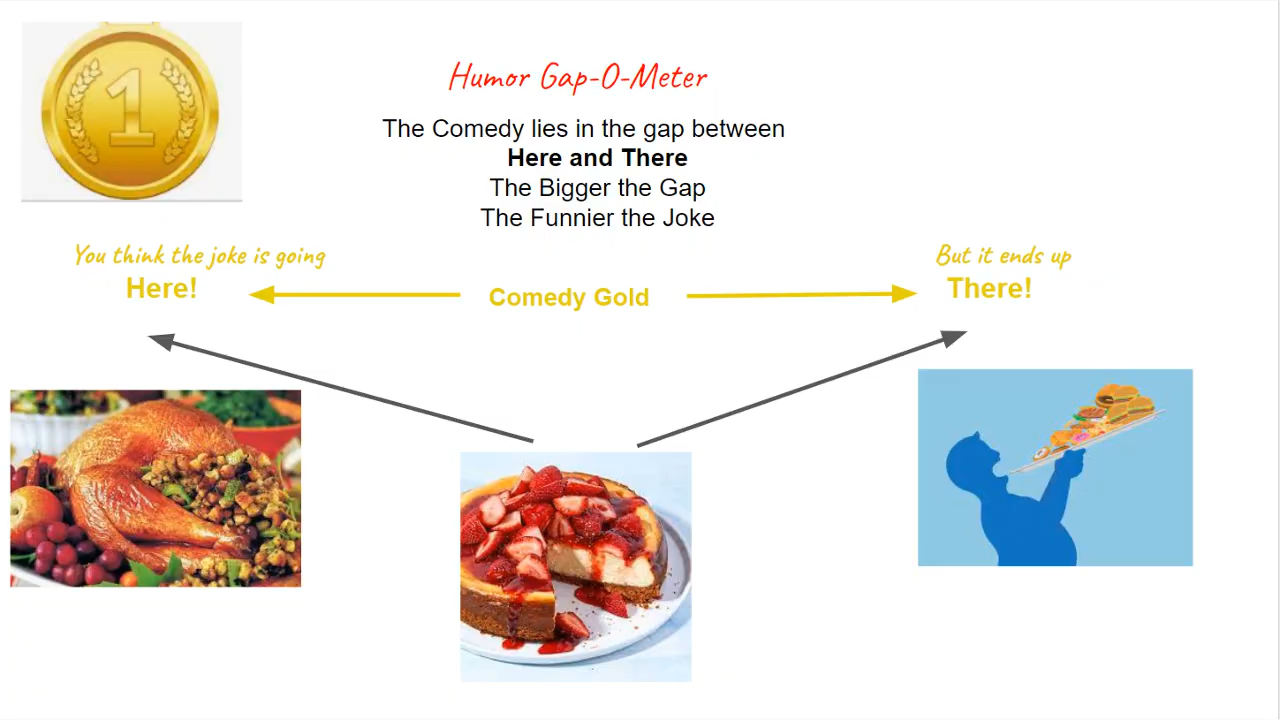 1
Humor Gap-O-Meter
The Comedy lies in the gap between
Here and There
The Bigger the Gap
The Funnier the Joke
You think the joke is going
Here!
Comedy Gold
But it ends up
There!